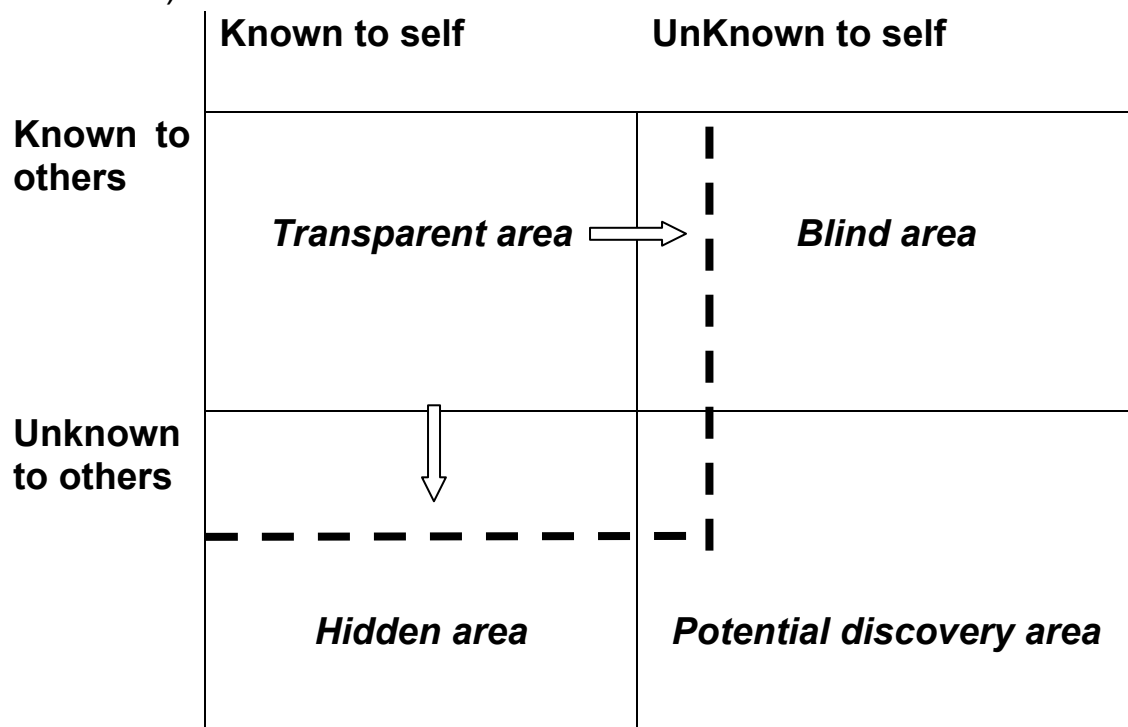 Known to self UnKnown to self
Known to
others
Transparent area Blind area
Unknown
to others
Hidden area Potential discovery area